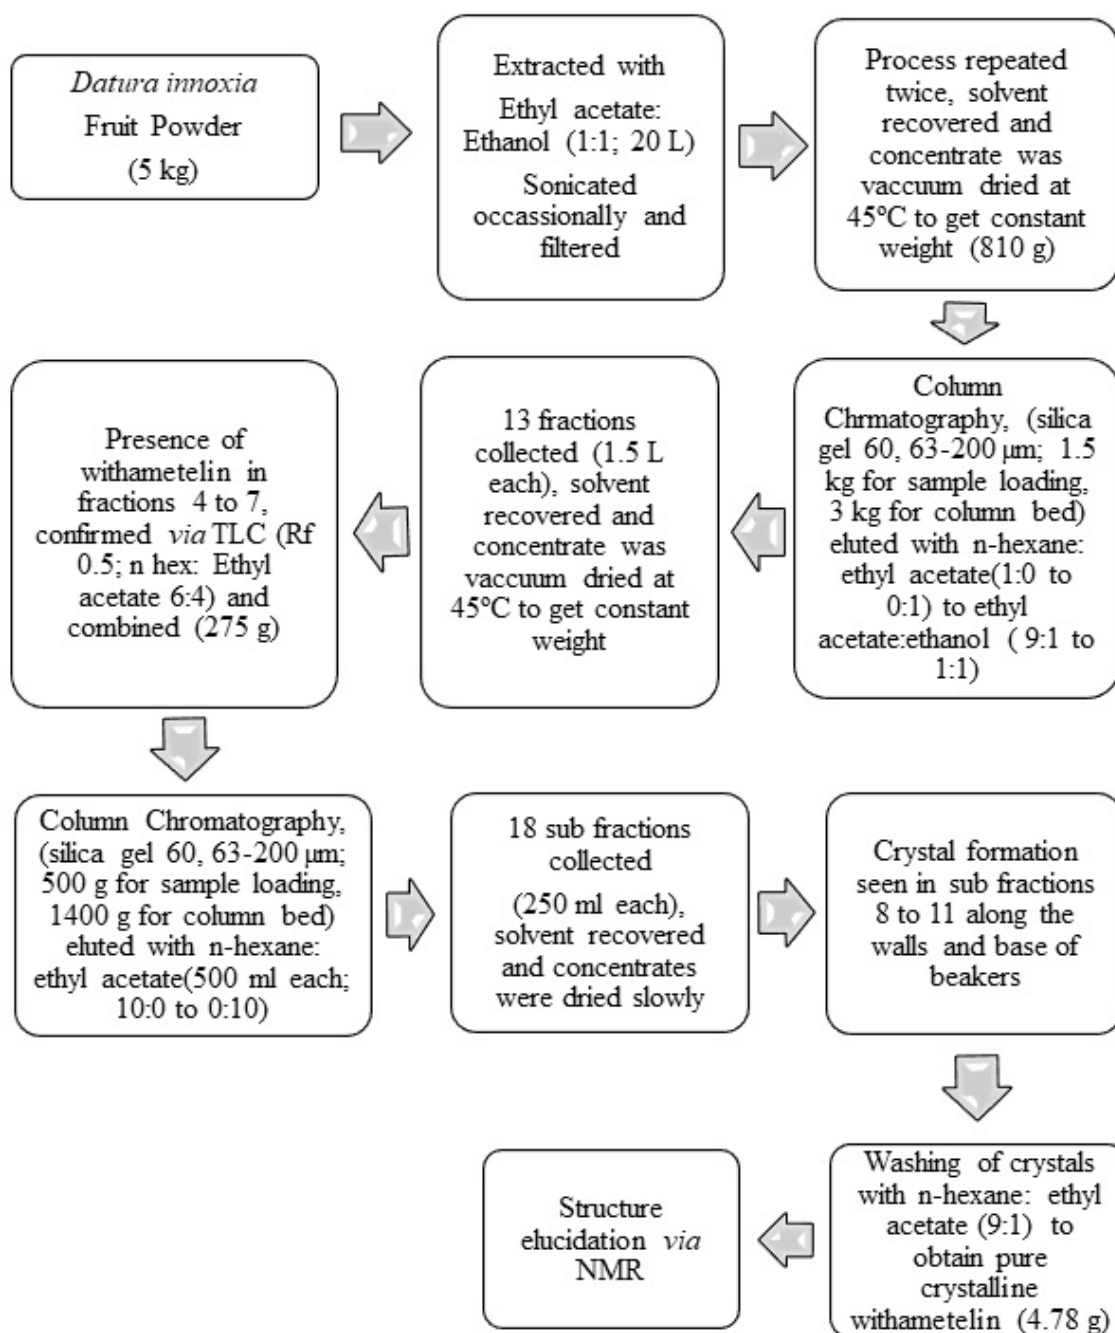 Datura innoxia
Fruit Powder
(5 kg)
Extracted with
Ethyl acetate:
Ethanol (1:1; 20 L)
Sonicated
occassionally and
filtered
Process repeated
twice, solvent
recovered and
concentrate was
vaccuum dried at
45°C to get constant
weight (810 g)
Column
Chrmatography, (silica
gel 60, 63-200 µm; 1.5
kg for sample loading,
3 kg for column bed)
eluted with n-hexane:
ethyl acetate(1:0 to
0:1) to ethyl
acetate:ethanol ( 9:1 to
1:1)
13 fractions
collected (1.5 L
each), solvent
recovered and
concentrate was
vaccuum dried at
45°C to get constant
weight
Presence of
withametelin in
fractions 4 to 7,
confirmed via TLC (Rf
0.5; n hex: Ethyl
acetate 6:4) and
combined (275 g)
Column Chromatography,
(silica gel 60, 63-200 µm;
500 g for sample loading,
1400 g for column bed)
eluted with n-hexane:
ethyl acetate(500 ml each;
10:0 to 0:10)
18 sub fractions
collected
(250 ml each),
solvent recovered
and concentrates
were dried slowly
Crystal formation
seen in sub fractions
8 to 11 along the
walls and base of
beakers
Washing of crystals
with n-hexane: ethyl
acetate (9:1) to
obtain pure
crystalline
withametelin (4.78 g)
Structure
elucidation via
NMR